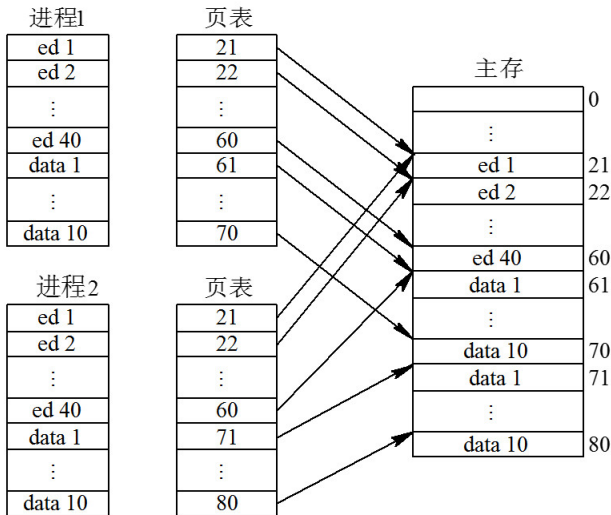 进程1
ed 1
ed 2
⋮
ed 40
data 1
⋮
data 10
页表
21
22
⋮
60
61
⋮
70
进程2
ed 1
ed 2
⋮
ed 40
data 1
⋮
data 10
页表
21
22
⋮
60
71
⋮
80
主存
0
⋮
ed 1 21
ed 2 22
⋮
ed 40 60
data 1 61
⋮
data 10 70
data 1 71
⋮
data 10 80